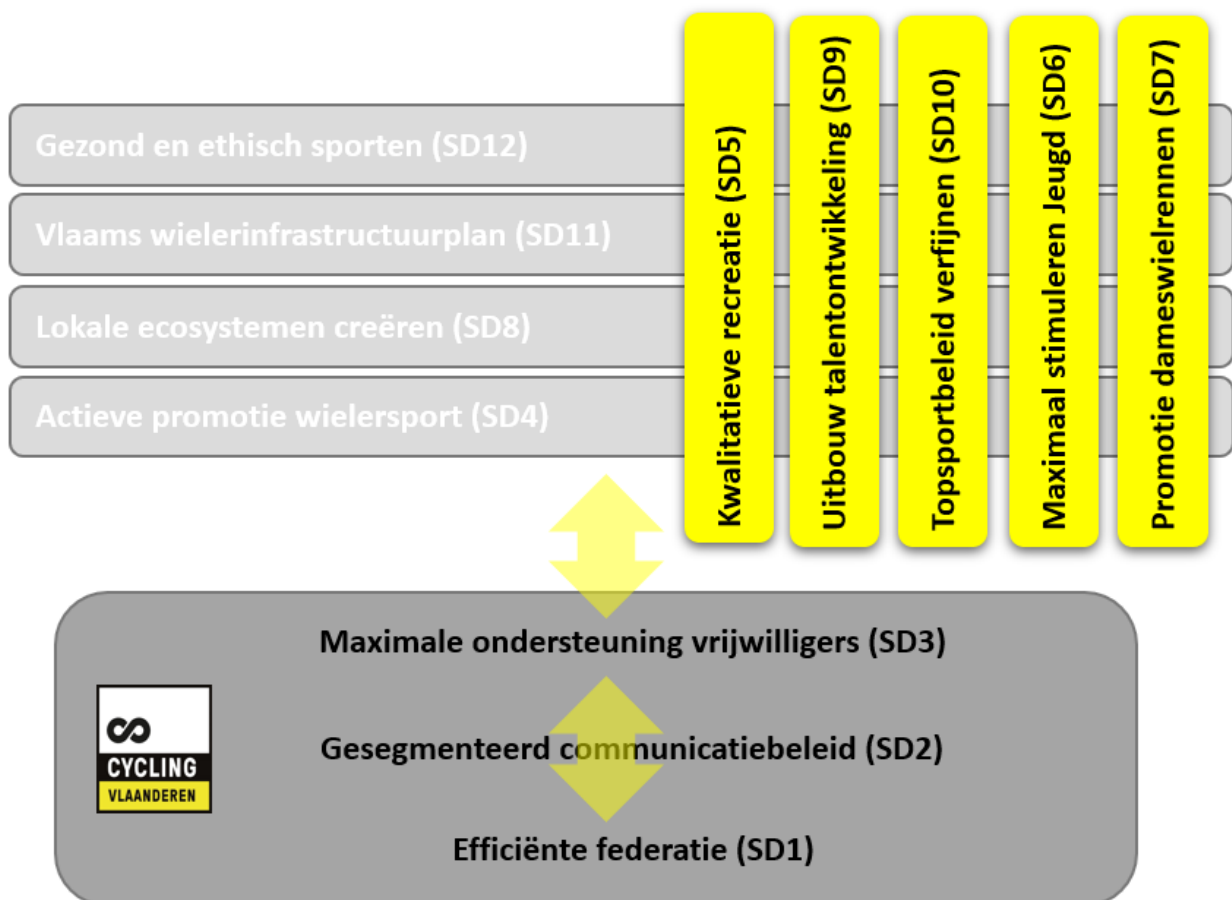 Gezond en ethisch sporten (SD12)
Vlaams wielerinfrastructuurplan (SD11)
Lokale ecosystemen creëren (SD8)
Actieve promotie wielersport (SD4)
Kwalitatieve recreatie (SD5)
Uitbouw talentontwikkeling (SD9)
Topsportbeleid verfijnen (SD10)
Maximaal stimuleren Jeugd (SD6)
Promotie dameswielrennen (SD7)
Maximale ondersteuning vrijwilligers (SD3)
Gesegmenteerd communicatiebeleid (SD2)
Efficiënte federatie (SD1)
CYCLING
VLAANDEREN